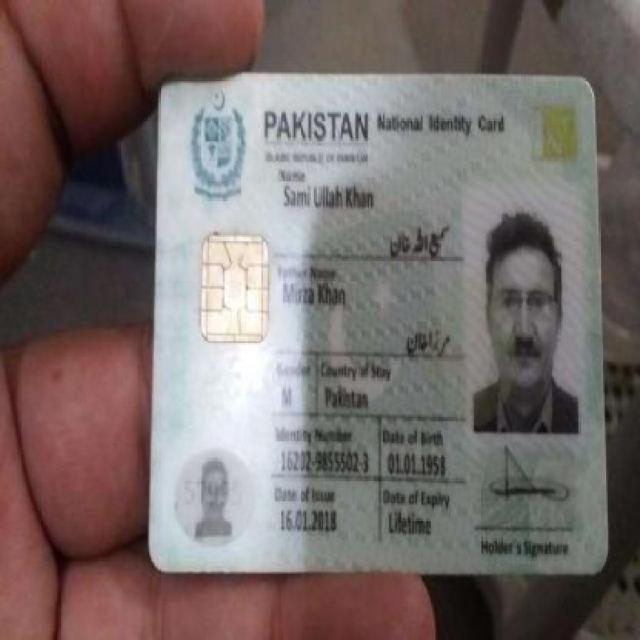 PAKISTAN National Identity Card
ISLAMIC REPUBLIC OF PAKISTAN
Name
Sami Ullah Khan
سمیع اللہ خان
Father Name
Mirza Khan
مرزا خان
Gender Country of Stay
M Pakistan
Identity Number Date of Birth
16202-9855502-3 01.01.1958
Date of Issue Date of Expiry
16.01.2018 Lifetime
Holder's Signature